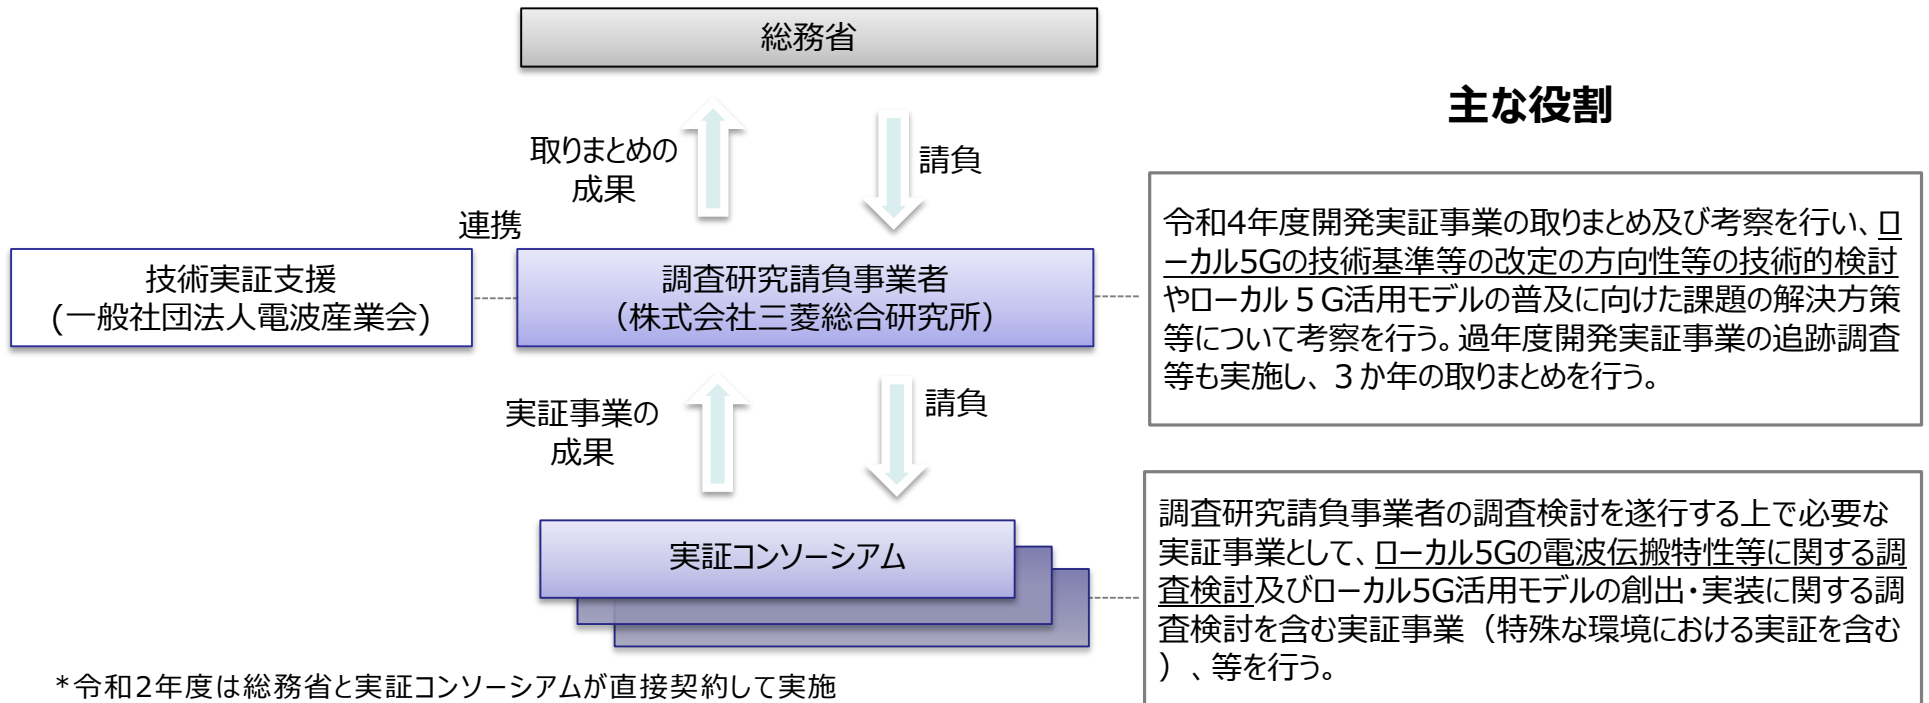 総務省
主な役割
取りまとめの
成果
請負
連携
技術実証支援
(一般社団法人電波産業会)
調査研究請負事業者
（株式会社三菱総合研究所）
令和4年度開発実証事業の取りまとめ及び考察を行い、ロ
ーカル5Gの技術基準等の改定の方向性等の技術的検討
やローカル５G活用モデルの普及に向けた課題の解決方策
等について考察を行う。過年度開発実証事業の追跡調査
等も実施し、３か年の取りまとめを行う。
実証事業の
成果
請負
実証コンソーシアム
調査研究請負事業者の調査検討を遂行する上で必要な
実証事業として、ローカル5Gの電波伝搬特性等に関する調
査検討及びローカル5G活用モデルの創出・実装に関する調
査検討を含む実証事業（特殊な環境における実証を含む
）、等を行う。
*令和2年度は総務省と実証コンソーシアムが直接契約して実施